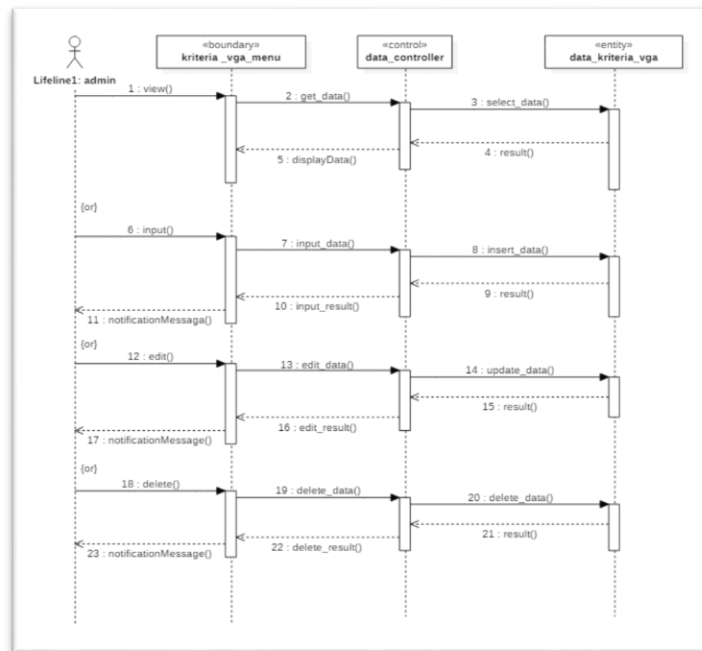 «boundary»
kriteria _vga_menu
«control»
data_controller
«entity»
data_kriteria_vga
Lifeline1: admin
1 : view()
2 : get_data()
3 : select_data()
4 : result()
5 : displayData()
{or}
6 : input()
7 : input_data()
8 : insert_data()
9 : result()
10 : input_result()
11 : notificationMessaga()
{or}
12 : edit()
13 : edit_data()
14 : update_data()
15 : result()
16 : edit_result()
17 : notificationMessage()
{or}
18 : delete()
19 : delete_data()
20 : delete_data()
21 : result()
22 : delete_result()
23 : notificationMessage()